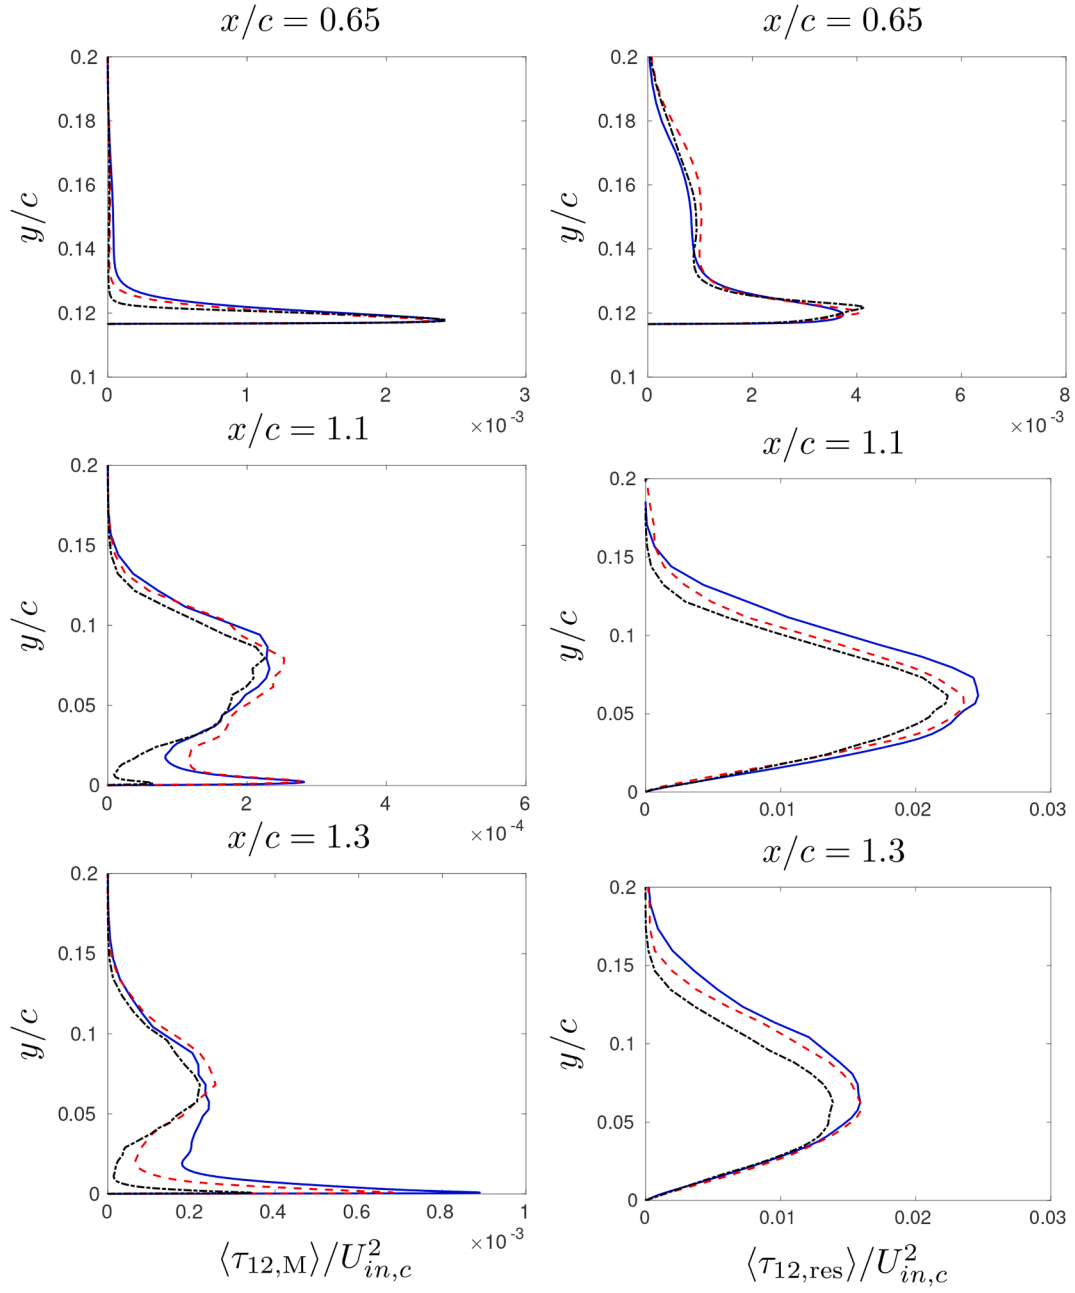 x/c = 0.65
0.2
0.18
0.16
0.14
0.12
0.1
y/c
0 1 2 3
×10⁻³
x/c = 0.65
0.2
0.18
0.16
0.14
0.12
0.1
y/c
0 2 4 6 8
×10⁻³
x/c = 1.1
0.2
0.15
0.1
0.05
0
y/c
0 2 4 6
×10⁻⁴
x/c = 1.1
0.2
0.15
0.1
0.05
0
y/c
0 0.01 0.02 0.03
x/c = 1.3
0.2
0.15
0.1
0.05
0
y/c
0 0.2 0.4 0.6 0.8 1
×10⁻³
⟨τ₁₂,M⟩/U²in,c
x/c = 1.3
0.2
0.15
0.1
0.05
0
y/c
0 0.01 0.02 0.03
⟨τ₁₂,res⟩/U²in,c